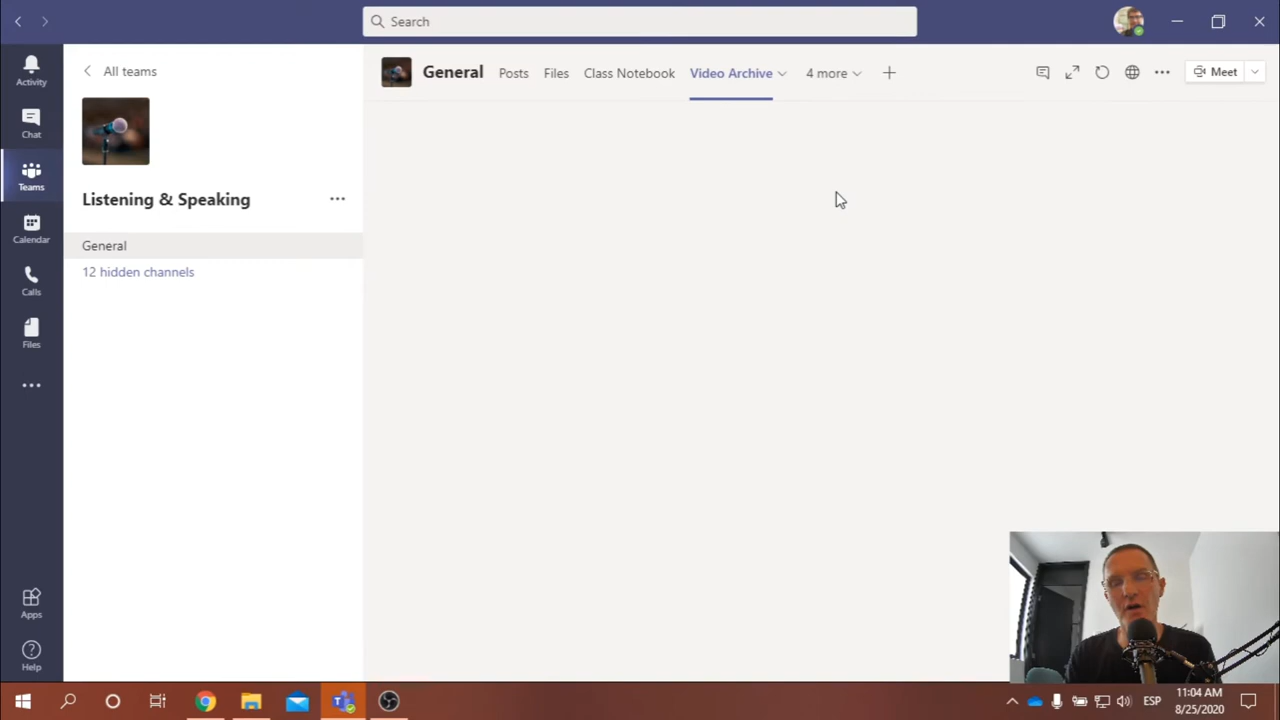 Search
Activity
Chat
Teams
Calendar
Calls
Files
Apps
Help
All teams
Listening & Speaking
General
12 hidden channels
General Posts Files Class Notebook Video Archive 4 more
Meet
ESP
11:04 AM
8/25/2020